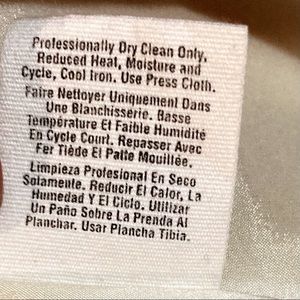 Professionally Dry Clean Only,
Reduced Heat, Moisture and
Cycle, Cool Iron. Use Press Cloth.
Faire Nettoyer Uniquement Dans
Une Blanchisserie. Basse
Température Et Faible Humidité
En Cycle Court. Repasser Avec
Fer Tiède Et Patte Mouillée.
Limpieza Profesional En Seco
Solamente. Reducir El Calor, La
Humedad Y El Ciclo. Utilizar
Un Paño Sobre La Prenda Al
Planchar. Usar Plancha Tibia.